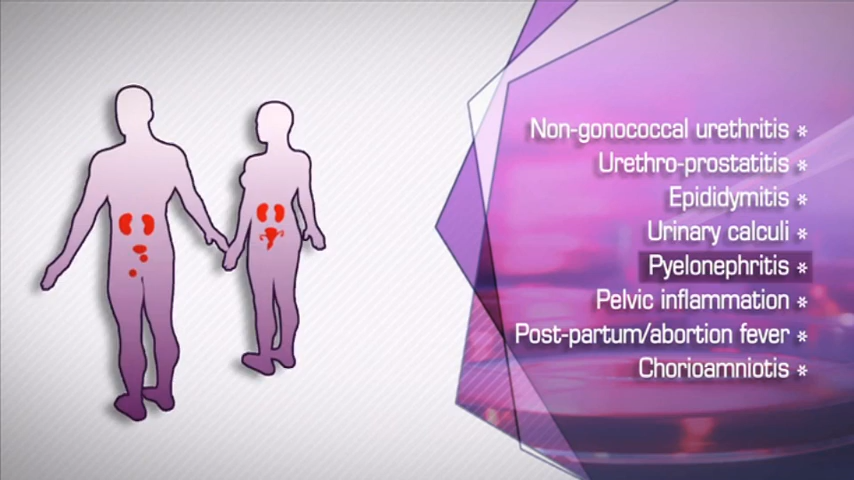 Non-gonococcal urethritis *
Urethro-prostatitis *
Epididymitis *
Urinary calculi *
Pyelonephritis *
Pelvic inflammation *
Post-partum/abortion fever *
Chorioamniotis *